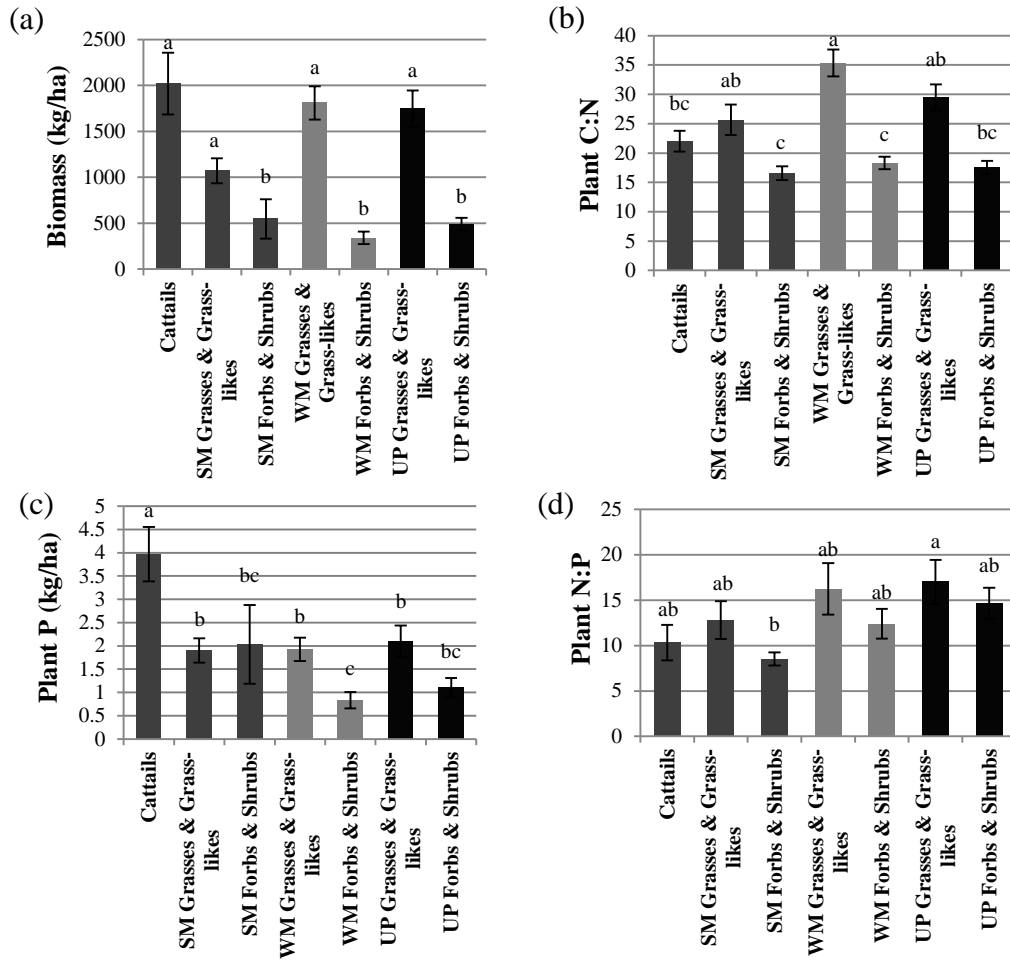 (a)
Biomass (kg/ha)
2500
2000
1500
1000
500
0
a
a
b
a
b
a
b
Cattails
SM Grasses & Grass-
likes
SM Forbs & Shrubs
WM Grasses &
Grass-likes
WM Forbs & Shrubs
UP Grasses & Grass-
likes
UP Forbs & Shrubs
(b)
Plant C:N
40
35
30
25
20
15
10
5
0
bc
ab
c
a
c
ab
bc
Cattails
SM Grasses & Grass-
likes
SM Forbs & Shrubs
WM Grasses &
Grass-likes
WM Forbs & Shrubs
UP Grasses & Grass-
likes
UP Forbs & Shrubs
(c)
Plant P (kg/ha)
5
4.5
4
3.5
3
2.5
2
1.5
1
0.5
0
a
b
bc
b
c
b
bc
Cattails
SM Grasses & Grass-
likes
SM Forbs & Shrubs
WM Grasses & Grass-
likes
WM Forbs & Shrubs
UP Grasses & Grass-
likes
UP Forbs & Shrubs
(d)
Plant N:P
25
20
15
10
5
0
ab
ab
b
ab
ab
a
ab
Cattails
SM Grasses & Grass-
likes
SM Forbs & Shrubs
WM Grasses & Grass-
likes
WM Forbs & Shrubs
UP Grasses & Grass-
likes
UP Forbs & Shrubs